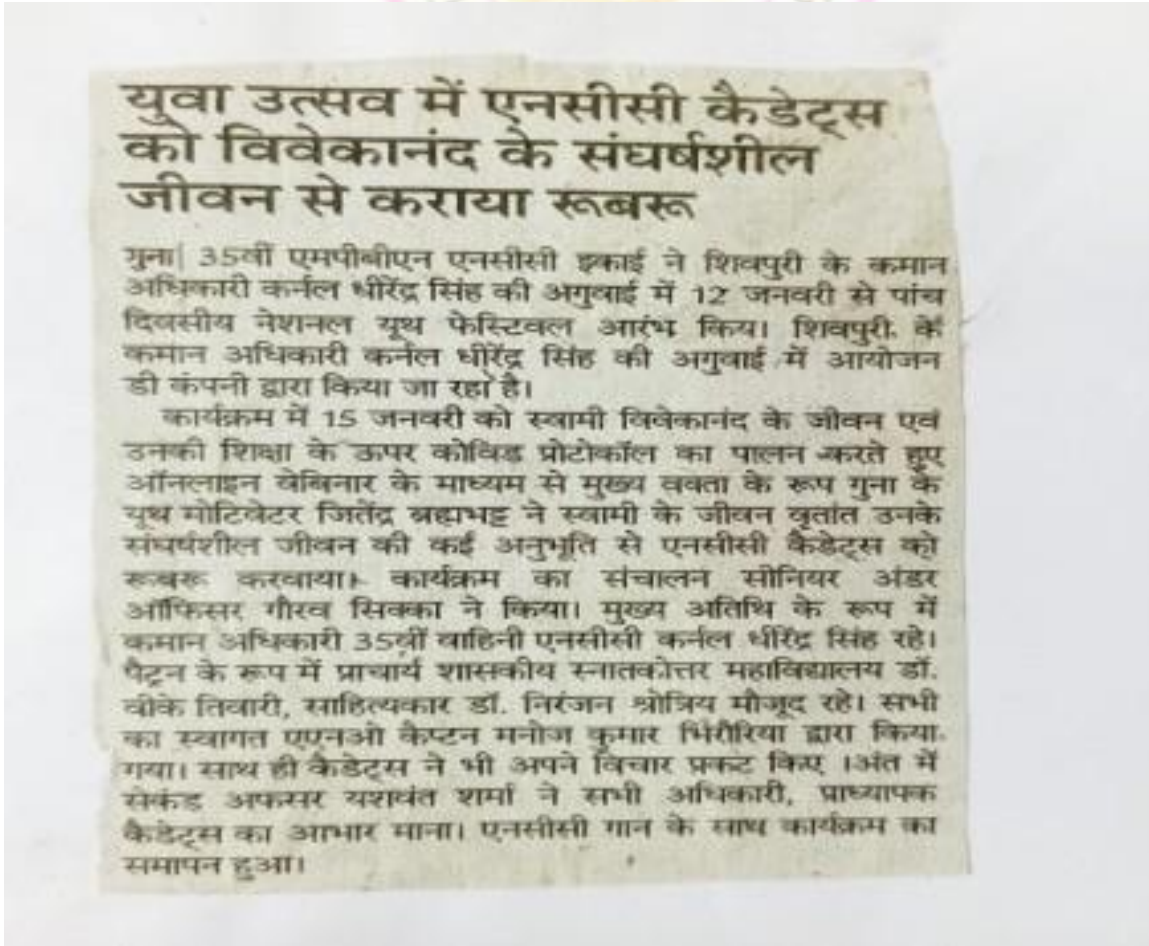 युवा उत्सव में एनसीसी कैडेट्स
को विवेकानंद के संघर्षशील
जीवन से कराया रूबरू
गुना| 35वीं एमपीबीएन एनसीसी इकाई ने शिवपुरी के कमान
अधिकारी कर्नल धीरेंद्र सिंह की अगुवाई में 12 जनवरी से पांच
दिवसीय नेशनल यूथ फेस्टिवल आरंभ किय। शिवपुरी के
कमान अधिकारी कर्नल धीरेंद्र सिंह की अगुवाई में आयोजन
डी कंपनी द्वारा किया जा रहा है।
कार्यक्रम में 15 जनवरी को स्वामी विवेकानंद के जीवन एवं
उनकी शिक्षा के ऊपर कोविड प्रोटोकॉल का पालन करते हुए
ऑनलाइन वेबिनार के माध्यम से मुख्य वक्ता के रूप गुना के
यूथ मोटिवेटर जितेंद्र ब्रह्मभट्ट ने स्वामी के जीवन वृतांत उनके
संघर्षशील जीवन की कई अनुभूति से एनसीसी कैडेट्स को
रूबरू करवाया। कार्यक्रम का संचालन सीनियर अंडर
ऑफिसर गौरव सिक्का ने किया। मुख्य अतिथि के रूप में
कमान अधिकारी 35वीं वाहिनी एनसीसी कर्नल धीरेंद्र सिंह रहे।
पैट्रन के रूप में प्राचार्य शासकीय स्नातकोत्तर महाविद्यालय डॉ.
वीके तिवारी, साहित्यकार डॉ. निरंजन श्रोत्रिय मौजूद रहे। सभी
का स्वागत एएनओ कैप्टन मनोज कुमार भिरौरिया द्वारा किया
गया। साथ ही कैडेट्स ने भी अपने विचार प्रकट किए ।अंत में
सेकंड अफसर यशवंत शर्मा ने सभी अधिकारी, प्राध्यापक
कैडेट्स का आभार माना। एनसीसी गान के साथ कार्यक्रम का
समापन हुआ।